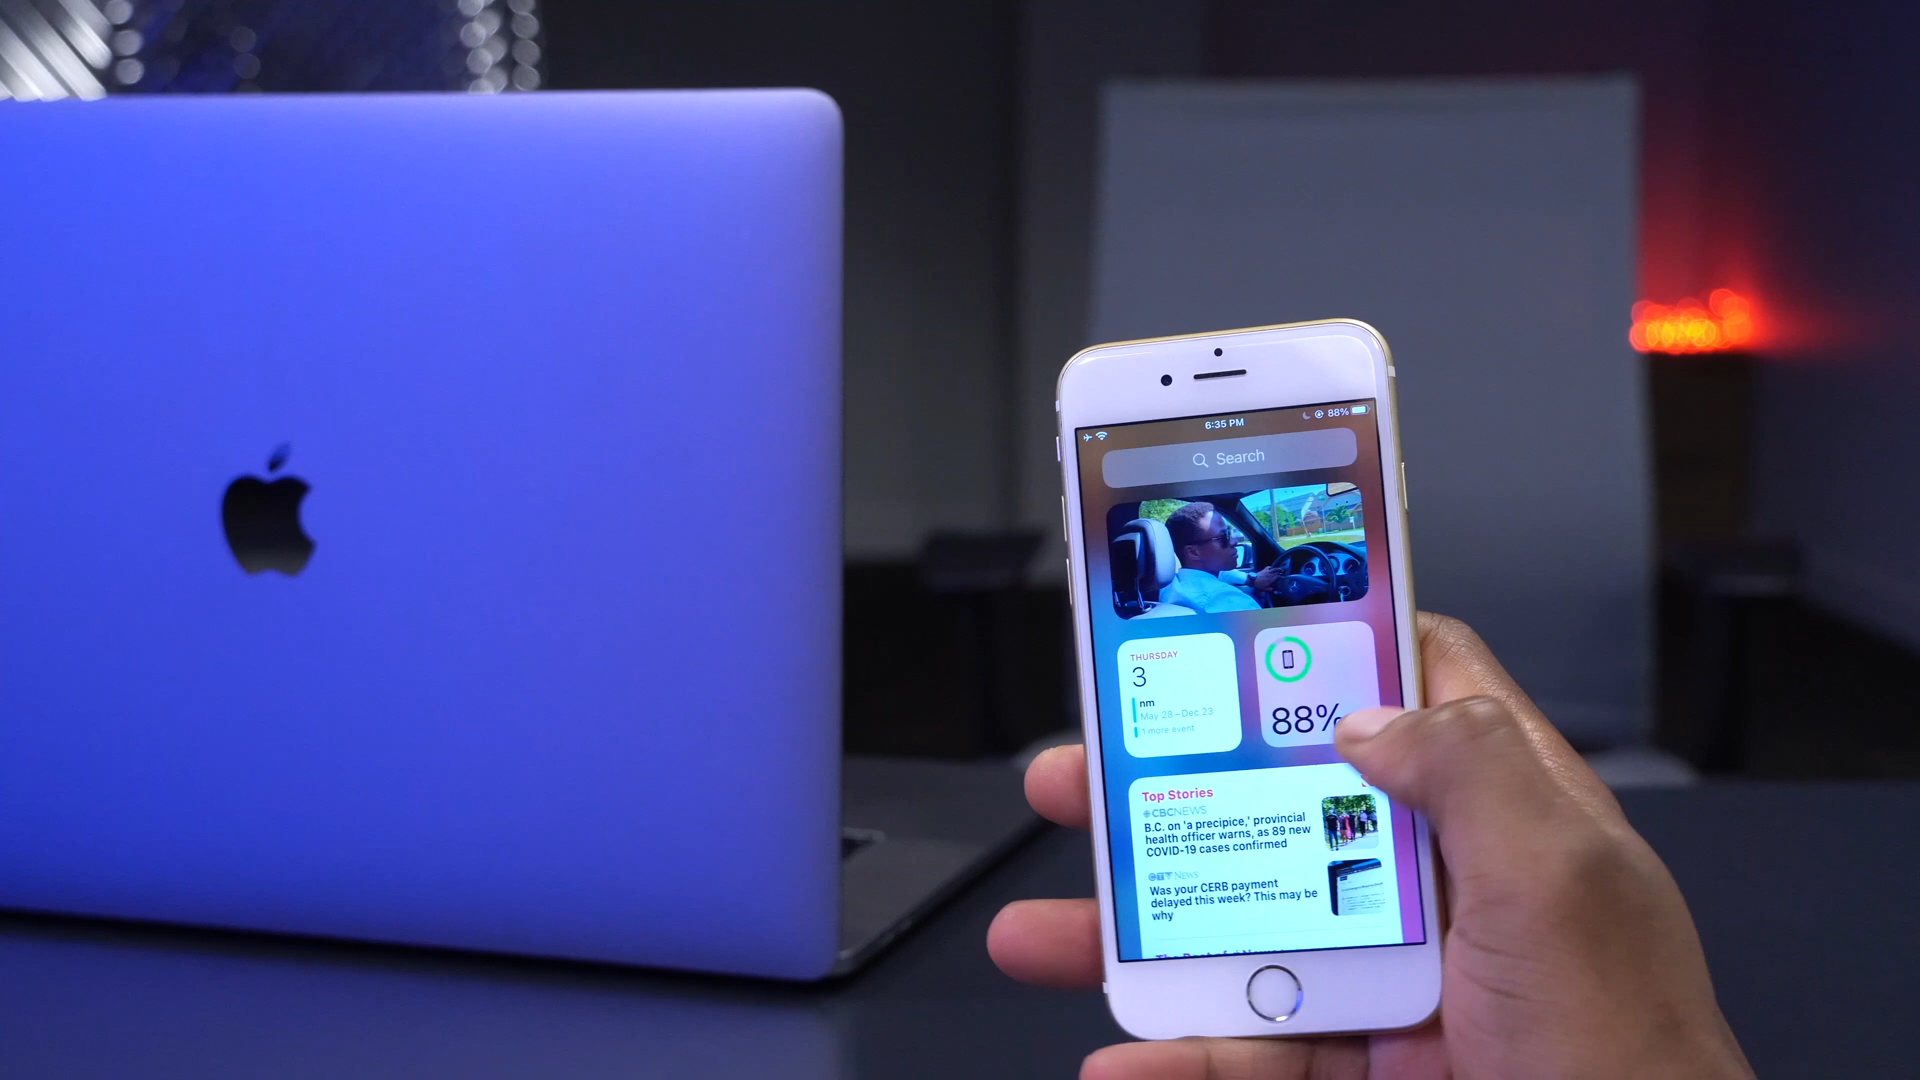 6:35 PM
88%
Search
THURSDAY
3
nm
May 28 – Dec 23
1 more event
88%
Top Stories
CBCNEWS
B.C. on 'a precipice,' provincial
health officer warns, as 89 new
COVID-19 cases confirmed
CTV News
Was your CERB payment
delayed this week? This may be
why